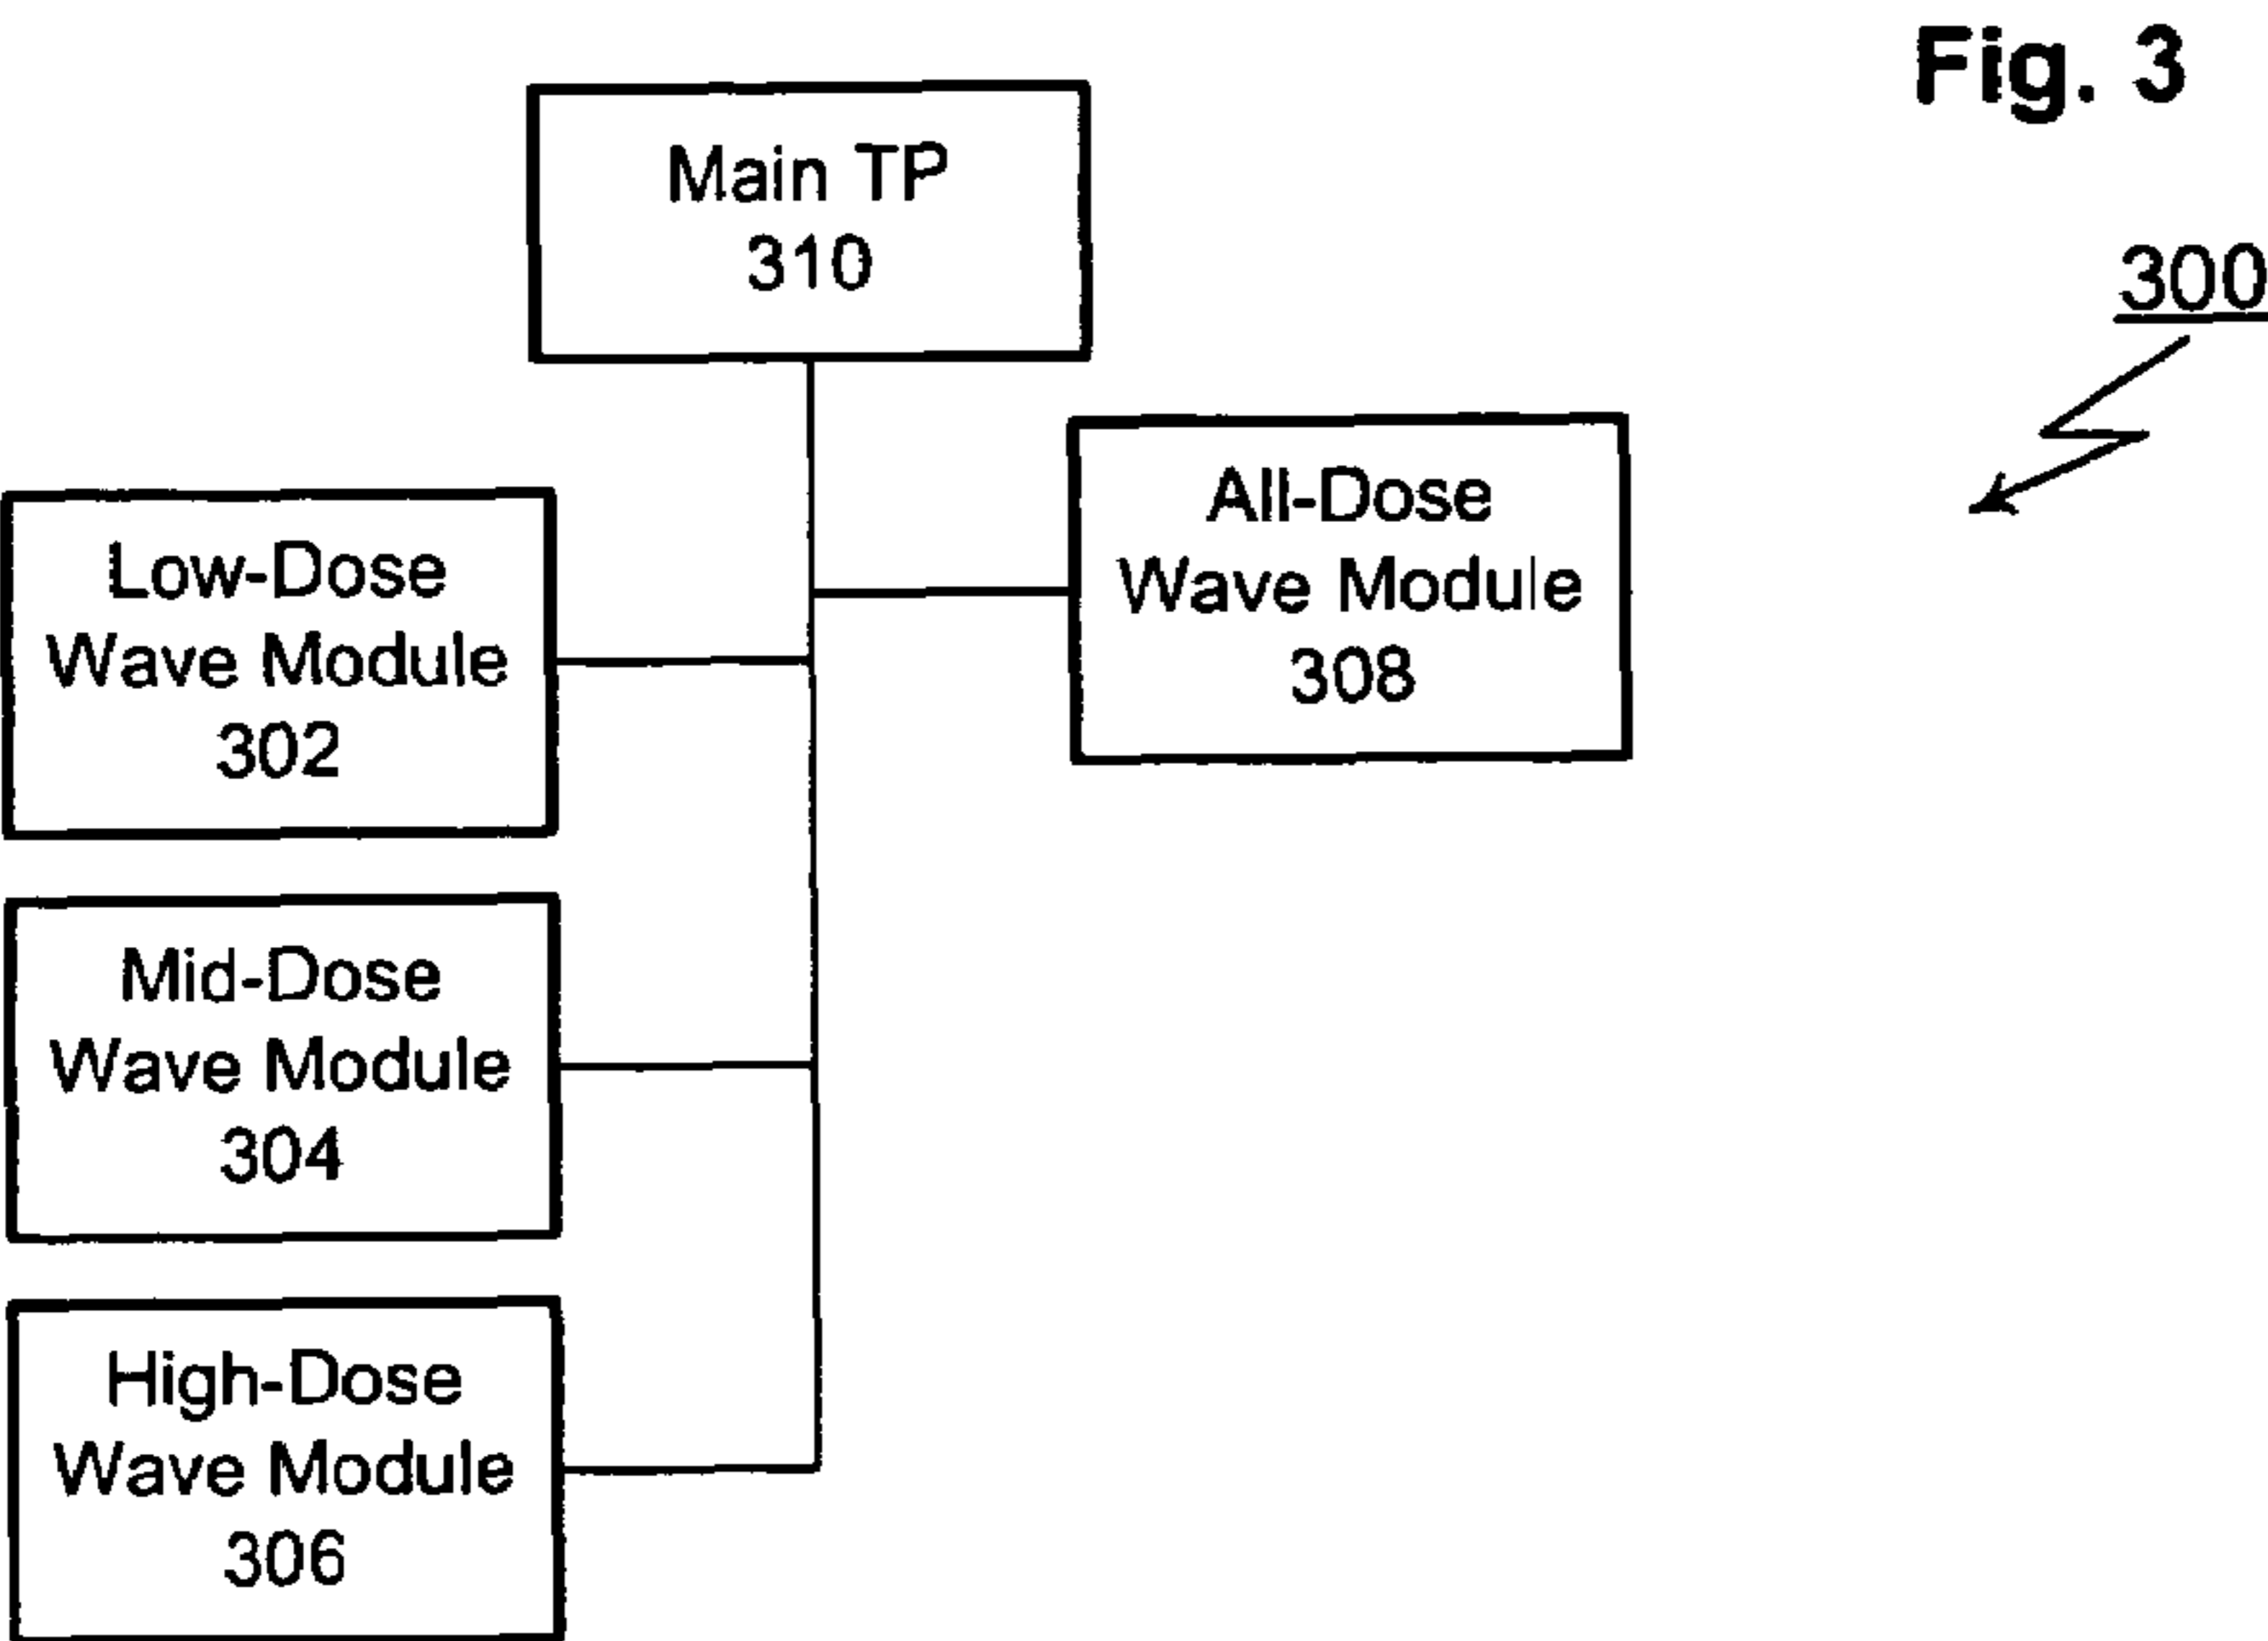 Fig. 3
Main TP
310
300
All-Dose
Wave Module
308
Low-Dose
Wave Module
302
Mid-Dose
Wave Module
304
High-Dose
Wave Module
306